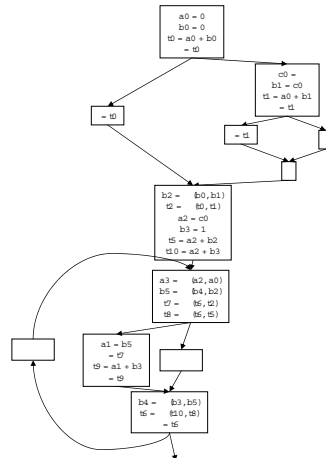 a0 = 0
b0 = 0
t0 = a0 + b0
= t0
c0 =
b1 = c0
t1 = a0 + b1
= t1
= t0
= t1
b2 = (b0,b1)
t2 = (t0,t1)
a2 = c0
b3 = 1
t5 = a2 + b2
t10 = a2 + b3
a3 = (a2,a0)
b5 = (b4,b2)
t7 = (t6,t2)
t8 = (t6,t5)
a1 = b5
= t7
t9 = a1 + b3
= t9
b4 = (b3,b5)
t6 = (t10,t8)
= t6